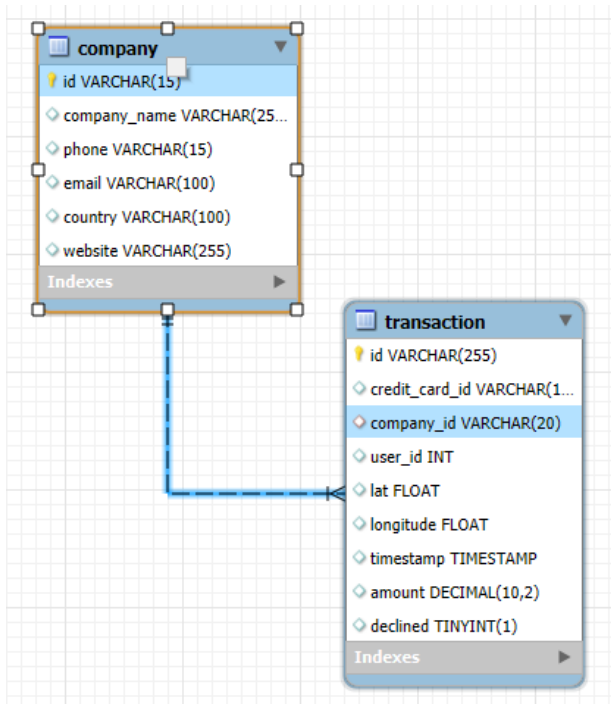 company
id VARCHAR(15)
company_name VARCHAR(25...
phone VARCHAR(15)
email VARCHAR(100)
country VARCHAR(100)
website VARCHAR(255)
Indexes
transaction
id VARCHAR(255)
credit_card_id VARCHAR(1...
company_id VARCHAR(20)
user_id INT
lat FLOAT
longitude FLOAT
timestamp TIMESTAMP
amount DECIMAL(10,2)
declined TINYINT(1)
Indexes